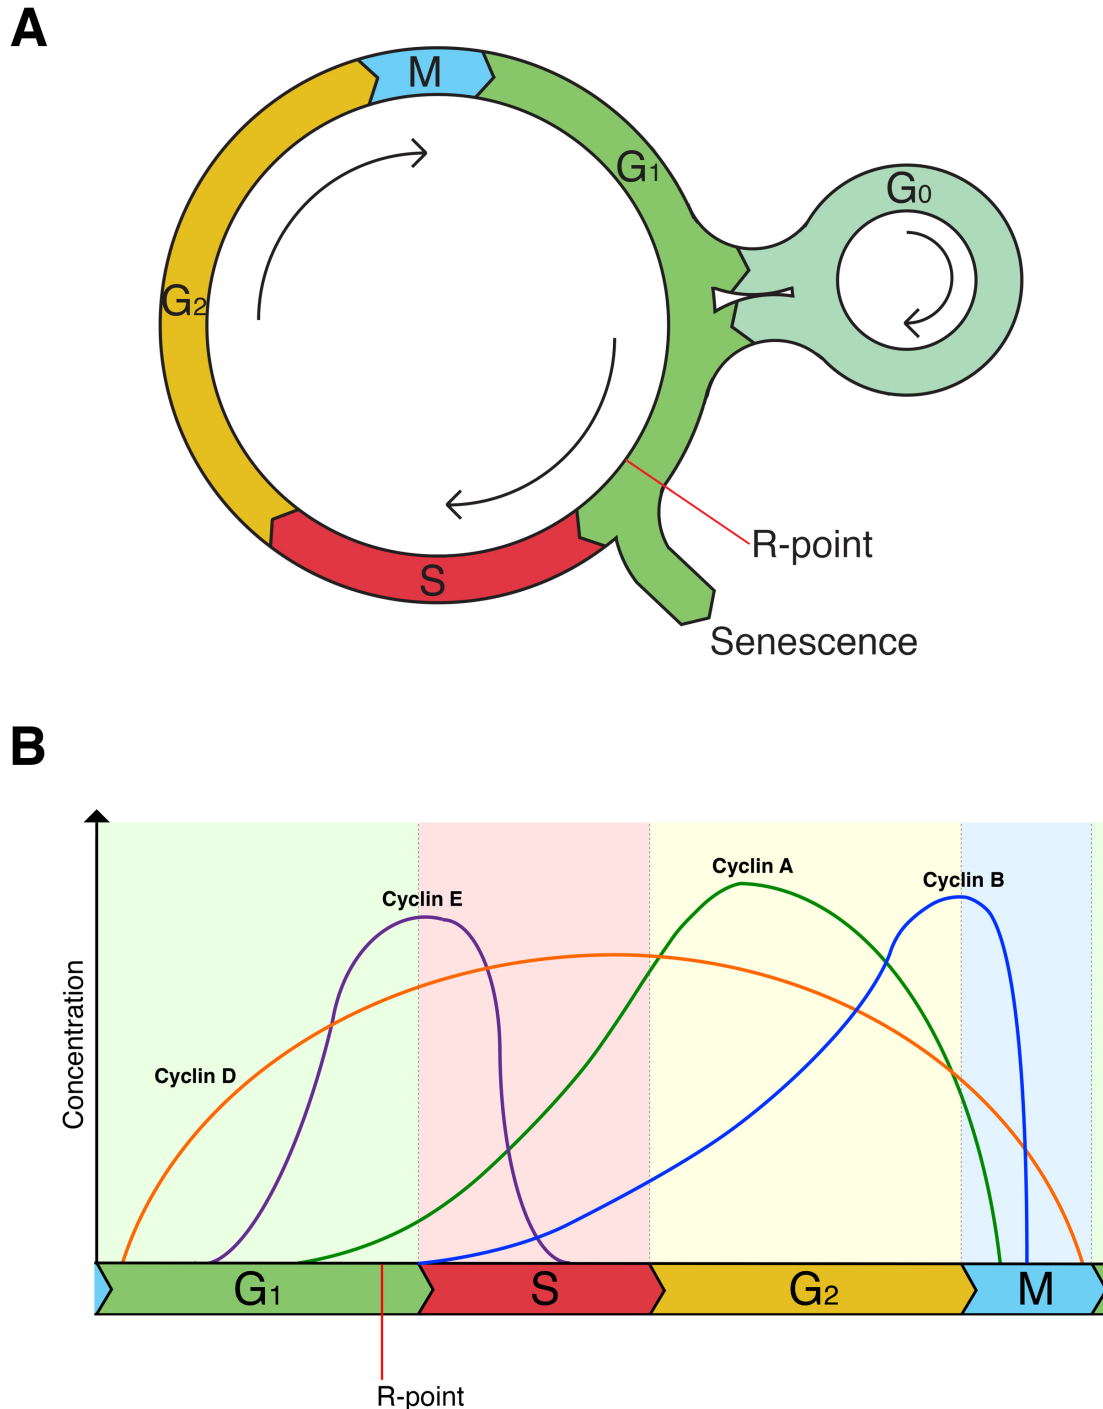 A
M
G1
G0
G2
R-point
S
Senescence
B
Cyclin A
Cyclin B
Cyclin E
Concentration
Cyclin D
G1
S
G2
M
R-point